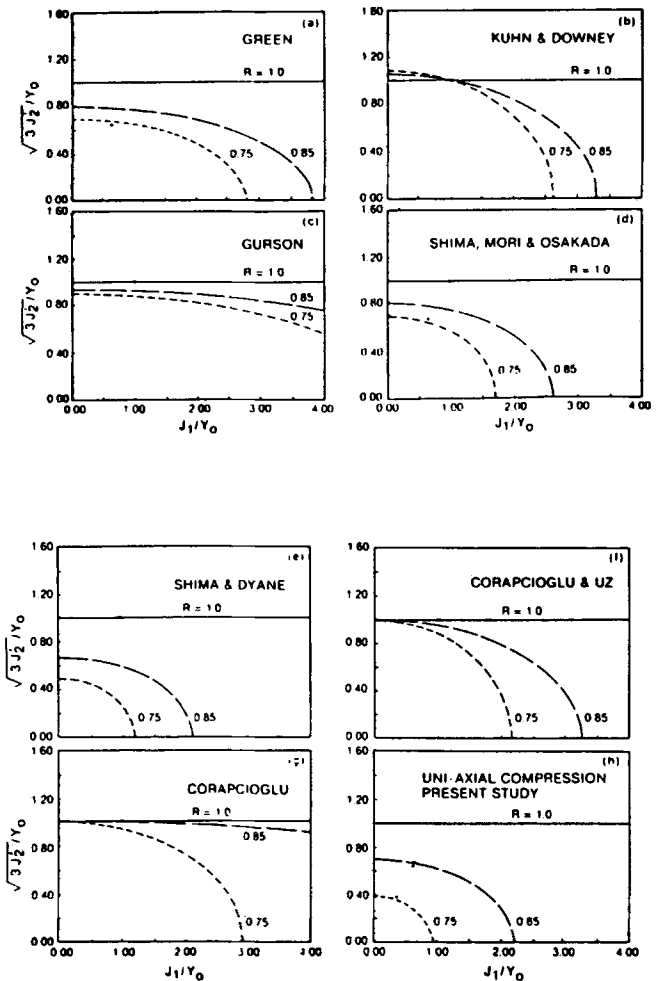 (a)
GREEN
R = 1.0
0.75
0.85
1.60
1.20
0.80
0.40
0.00
√3J₂'/Y₀
(b)
KUHN & DOWNEY
R = 1.0
0.75
0.85
1.60
1.20
0.80
0.40
0.00
(c)
GURSON
R = 1.0
0.85
0.75
1.60
1.20
0.80
0.40
0.00
√3J₂'/Y₀
0.00 1.00 2.00 3.00 4.00
J₁/Y₀
(d)
SHIMA, MORI & OSAKADA
R = 1.0
0.75
0.85
1.60
1.20
0.80
0.40
0.00
0.00 1.00 2.00 3.00 4.00
J₁/Y₀
(e)
SHIMA & DYANE
R = 1.0
0.75
0.85
1.60
1.20
0.80
0.40
0.00
√3J₂'/Y₀
(f)
CORAPCIOGLU & UZ
R = 1.0
0.75
0.85
1.60
1.20
0.80
0.40
0.00
(g)
CORAPCIOGLU
R = 1.0
0.85
0.75
1.60
1.20
0.80
0.40
0.00
√3J₂'/Y₀
0.00 1.00 2.00 3.00 4.00
J₁/Y₀
(h)
UNI-AXIAL COMPRESSION
PRESENT STUDY
R = 1.0
0.75
0.85
1.60
1.20
0.80
0.40
0.00
0.00 1.00 2.00 3.00 4.00
J₁/Y₀